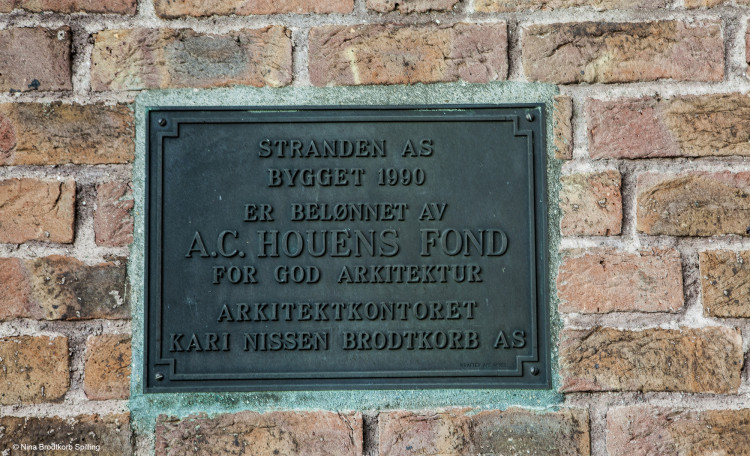 STRANDEN AS
BYGGET 1990
ER BELØNNET AV
A.C. HOUENS FOND
FOR GOD ARKITEKTUR
ARKITEKTKONTORET
KARI NISSEN BRODTKORB AS
© Nina Brodtkorb Spilling